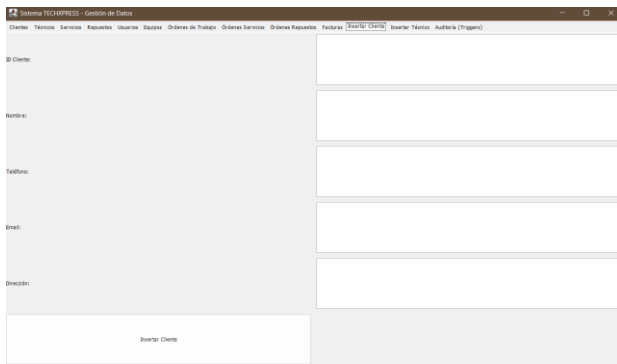 Sistema TECHXPRESS - Gestión de Datos
Clientes Técnicos Servicios Repuestos Usuarios Equipos Órdenes de Trabajo Órdenes Servicios Órdenes Repuestos Facturas Insertar Cliente Insertar Técnico Auditoría (Triggers)
ID Cliente:
Nombre:
Teléfono:
Email:
Dirección:
Insertar Cliente